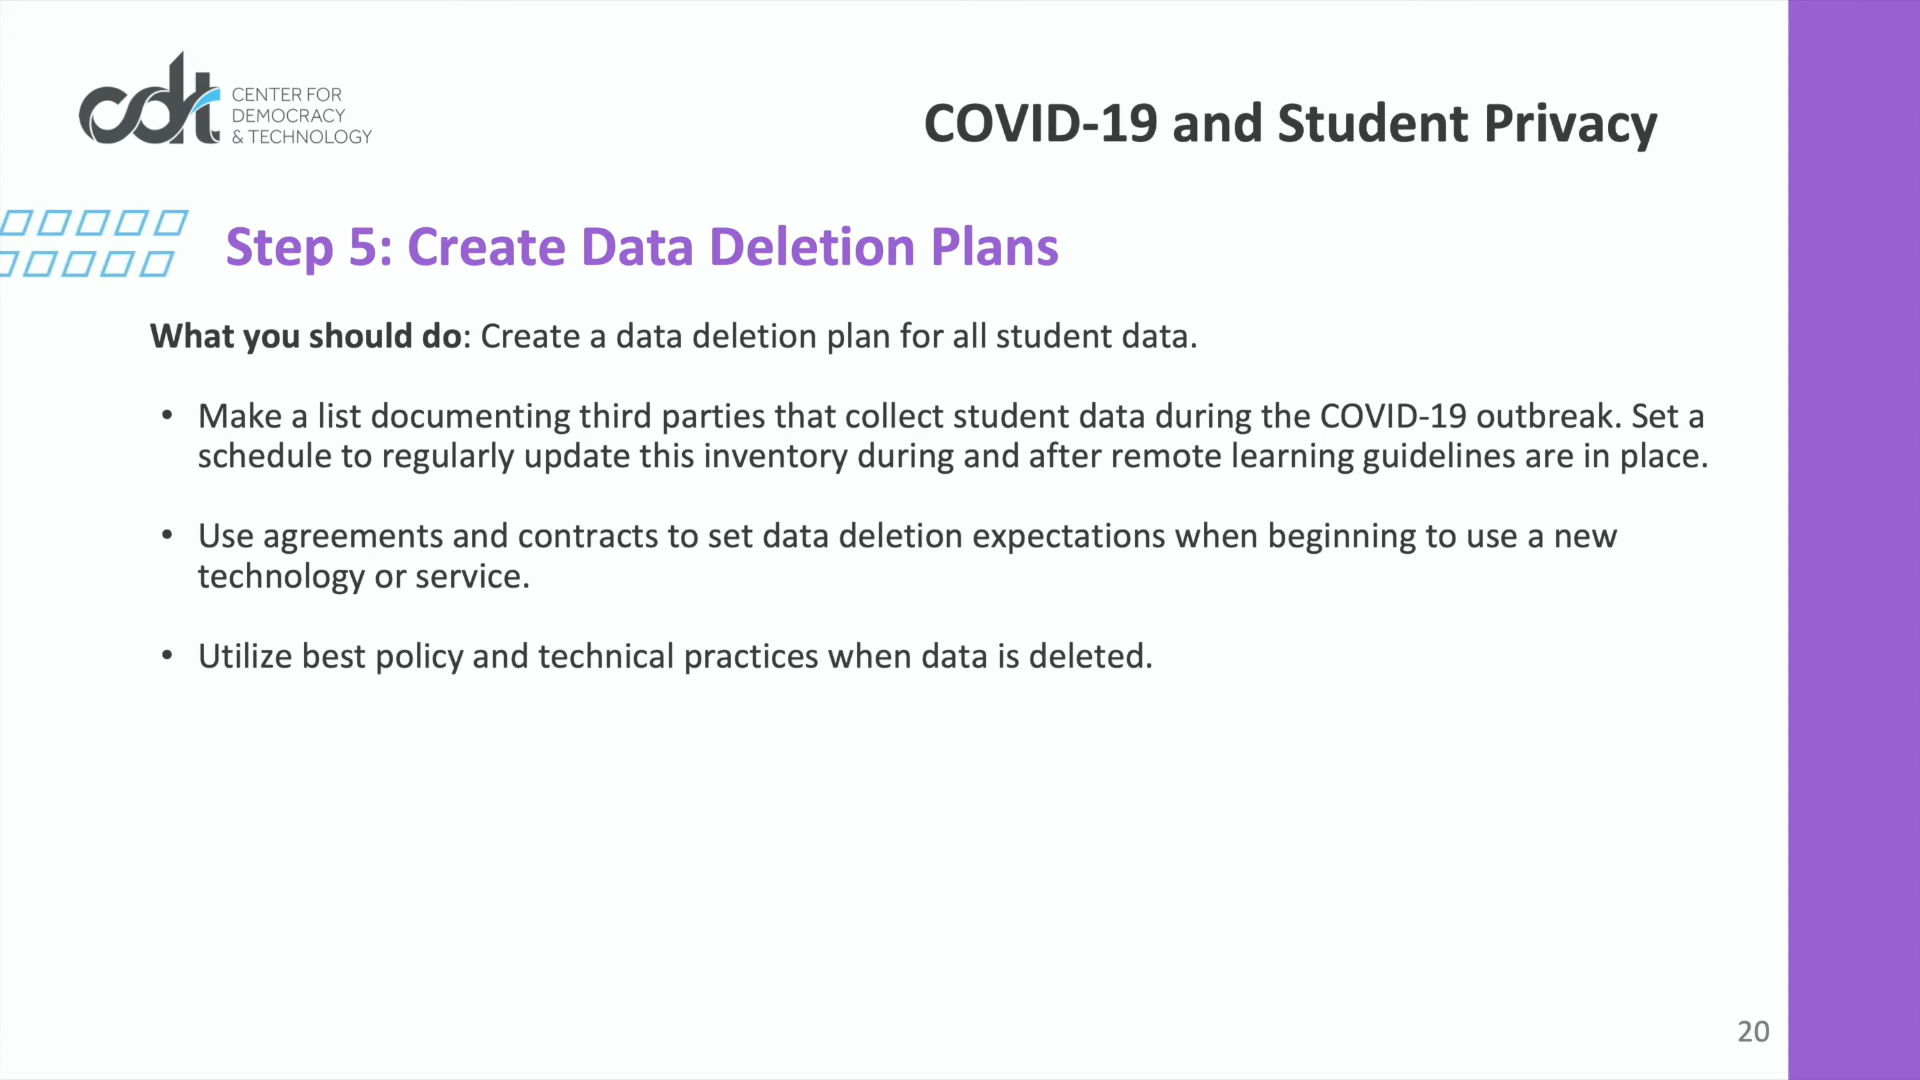 cdt
CENTER FOR
DEMOCRACY
& TECHNOLOGY
COVID-19 and Student Privacy
Step 5: Create Data Deletion Plans
What you should do: Create a data deletion plan for all student data.
• Make a list documenting third parties that collect student data during the COVID-19 outbreak. Set a
schedule to regularly update this inventory during and after remote learning guidelines are in place.
• Use agreements and contracts to set data deletion expectations when beginning to use a new
technology or service.
• Utilize best policy and technical practices when data is deleted.
20